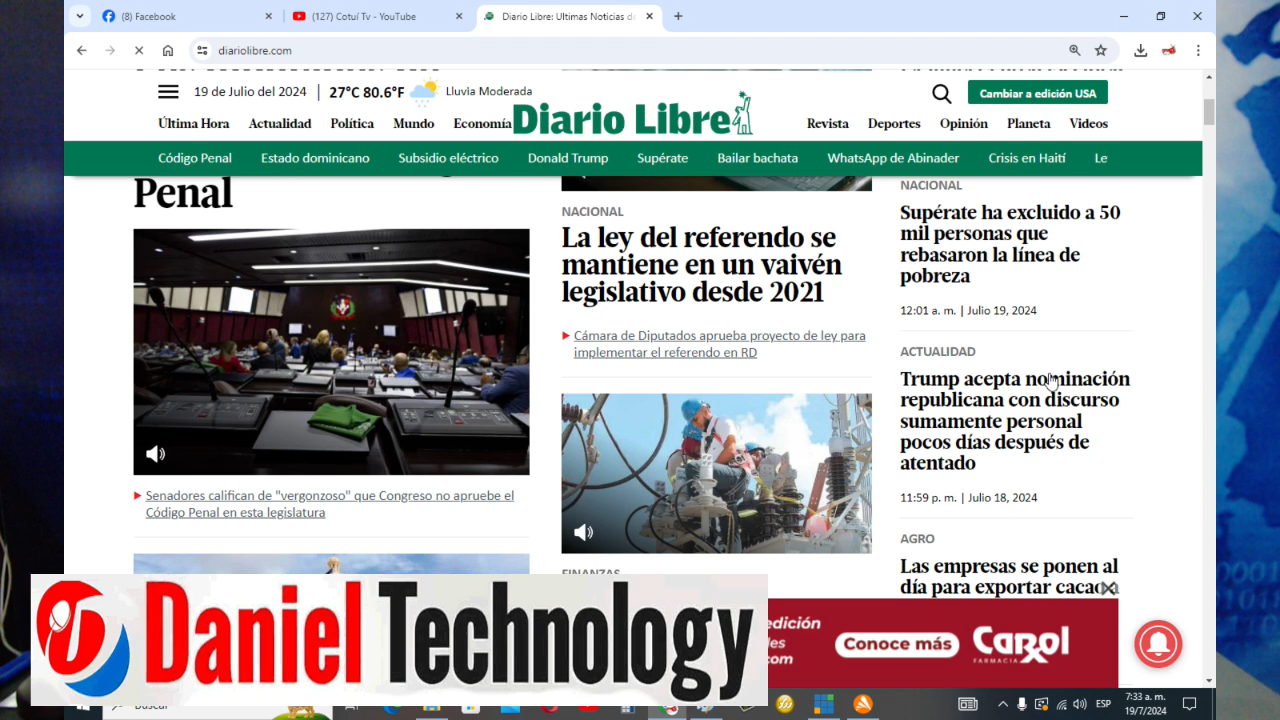 (8) Facebook
(127) Cotuí Tv - YouTube
Diario Libre: Ultimas Noticias de
diariolibre.com
19 de Julio del 2024
27°C 80.6°F
Lluvia Moderada
Diario Libre
Cambiar a edición USA
Última Hora Actualidad Política Mundo Economía
Revista Deportes Opinión Planeta Videos
Código Penal Estado dominicano Subsidio eléctrico Donald Trump Supérate Bailar bachata WhatsApp de Abinader Crisis en Haití Le
Penal
Senadores califican de "vergonzoso" que Congreso no apruebe el
Código Penal en esta legislatura
NACIONAL
La ley del referendo se
mantiene en un vaivén
legislativo desde 2021
Cámara de Diputados aprueba proyecto de ley para
implementar el referendo en RD
FINANZAS
NACIONAL
Supérate ha excluido a 50
mil personas que
rebasaron la línea de
pobreza
12:01 a. m. | Julio 19, 2024
ACTUALIDAD
Trump acepta nominación
republicana con discurso
sumamente personal
pocos días después de
atentado
11:59 p. m. | Julio 18, 2024
AGRO
Las empresas se ponen al
día para exportar cacao a
Daniel Technology
edición
les
com
Conoce más
Carol
FARMACIA
Buscar
ESP
7:33 a. m.
19/7/2024